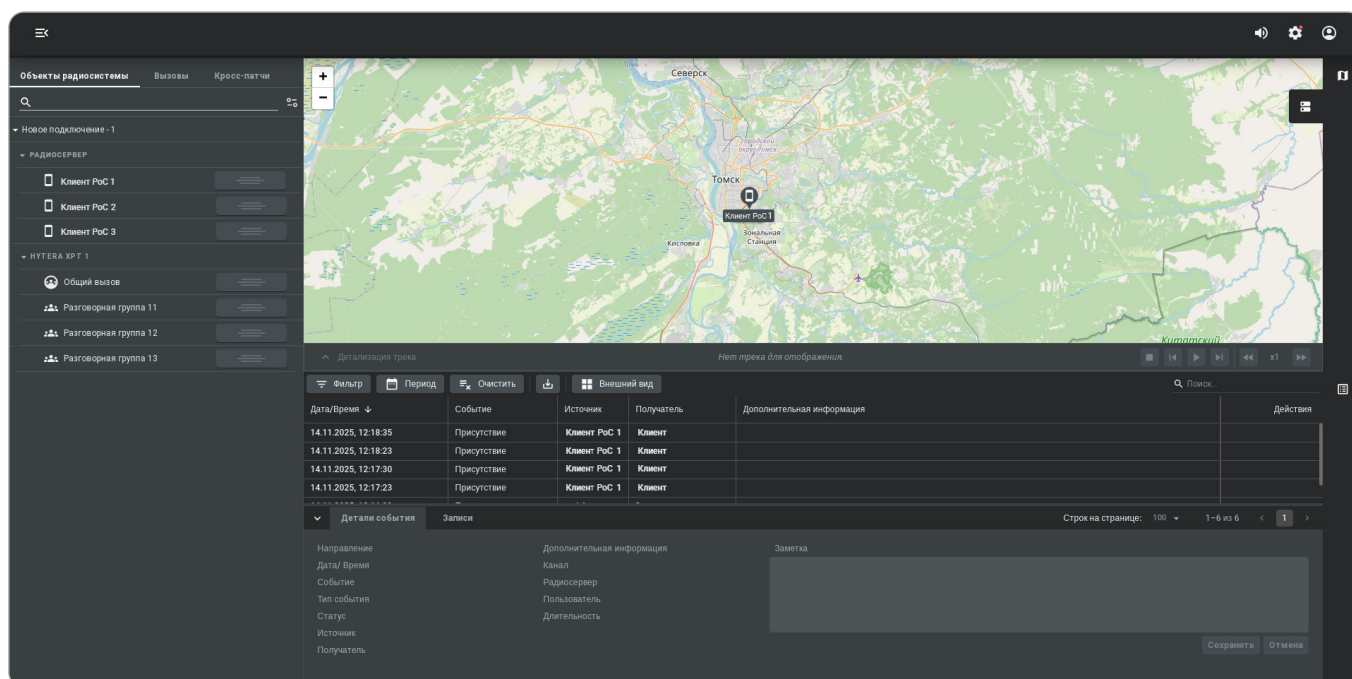 Объекты радиосистемы Вызовы Кросс-патчи
Новое подключение - 1
РАДИОСЕРВЕР
Клиент PoC 1
Клиент PoC 2
Клиент PoC 3
HYTERA XPT 1
Общий вызов
Разговорная группа 11
Разговорная группа 12
Разговорная группа 13
+
−
Северск
городской
округ Томск
Томск
Клиент PoC 1
Зональная
Станция
Кисловка
Китатский
Детализация трека Нет трека для отображения x1
Фильтр Период Очистить Внешний вид Поиск...
Дата/Время Событие Источник Получатель Дополнительная информация Действия
14.11.2025, 12:18:35 Присутствие Клиент PoC 1 Клиент
14.11.2025, 12:18:23 Присутствие Клиент PoC 1 Клиент
14.11.2025, 12:17:30 Присутствие Клиент PoC 1 Клиент
14.11.2025, 12:17:23 Присутствие Клиент PoC 1 Клиент
Детали события Записи Строк на странице: 100 1–6 из 6 1
Направление Дополнительная информация Заметка
Дата/ Время Канал
Событие Радиосервер
Тип события Пользователь
Статус Длительность
Источник
Получатель
Сохранить Отмена